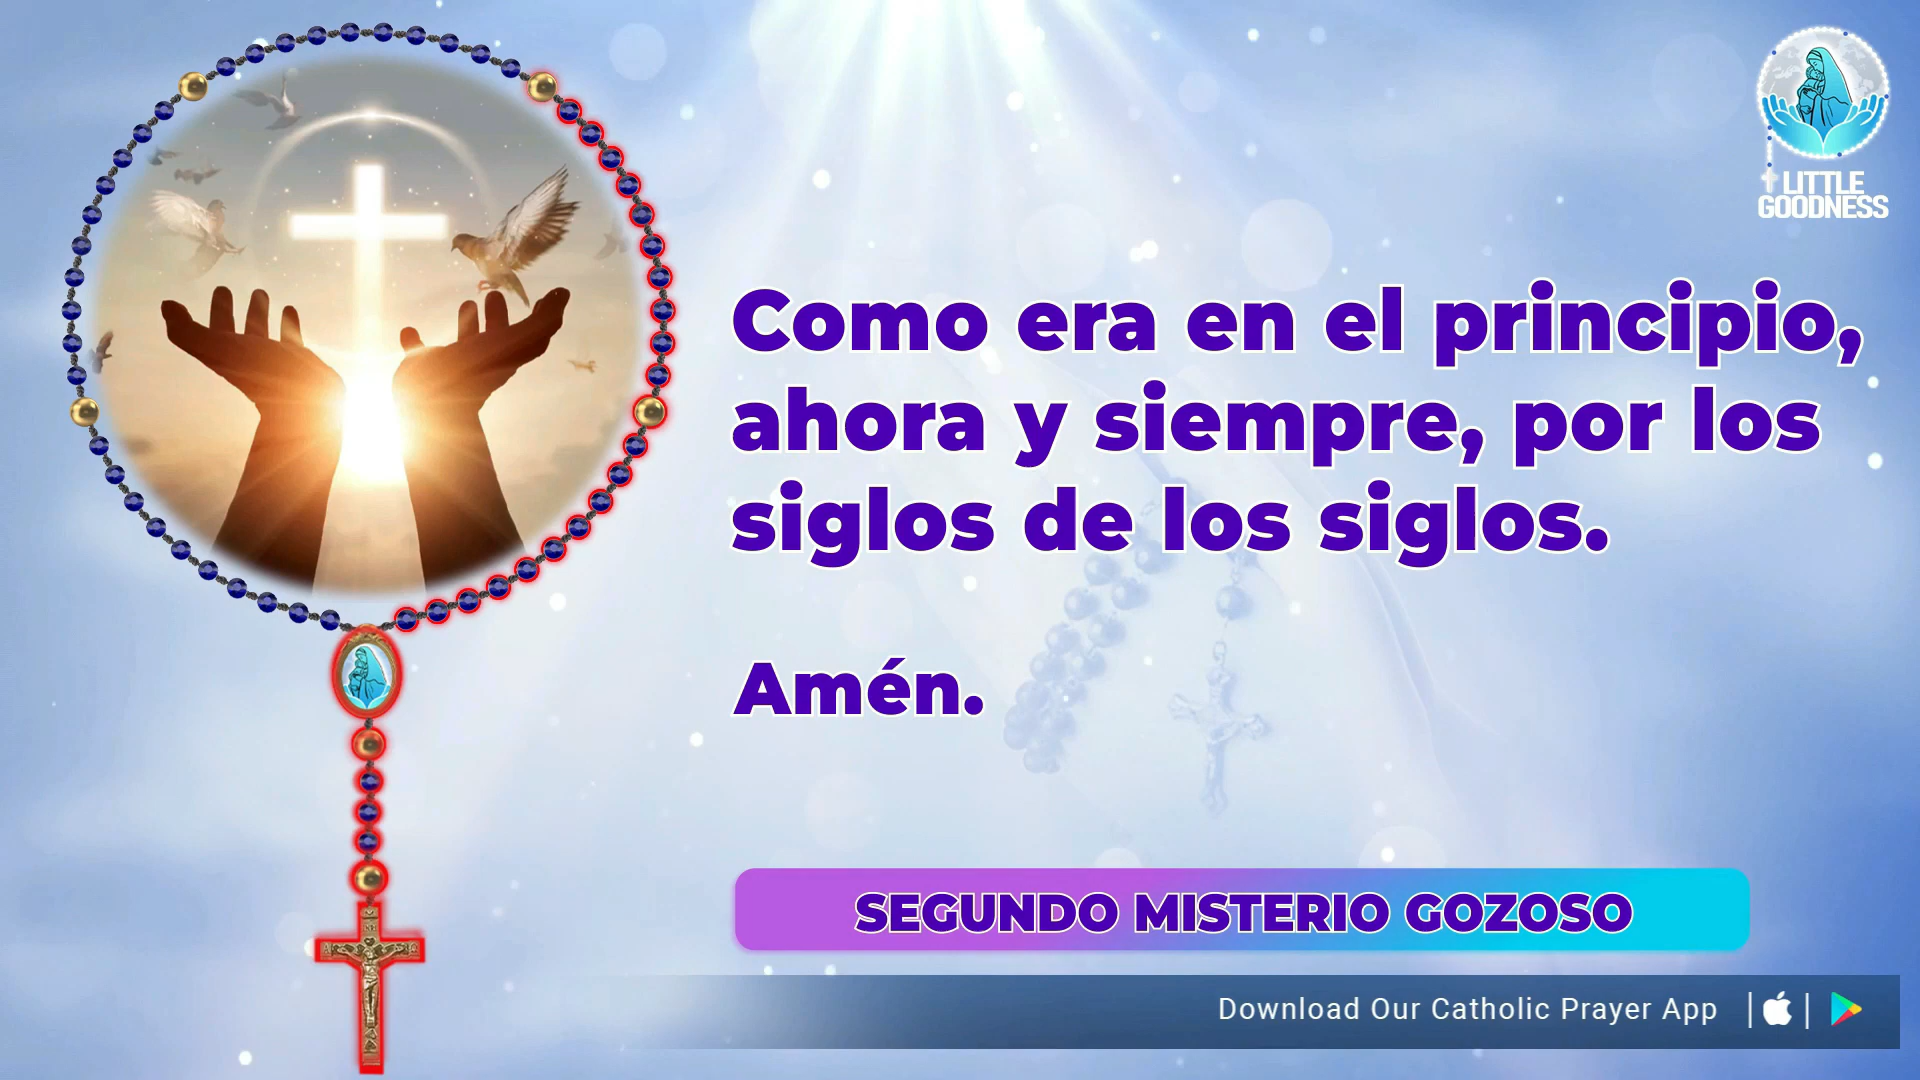 LITTLE
GOODNESS
Como era en el principio,
ahora y siempre, por los
siglos de los siglos.
Amén.
SEGUNDO MISTERIO GOZOSO
Download Our Catholic Prayer App